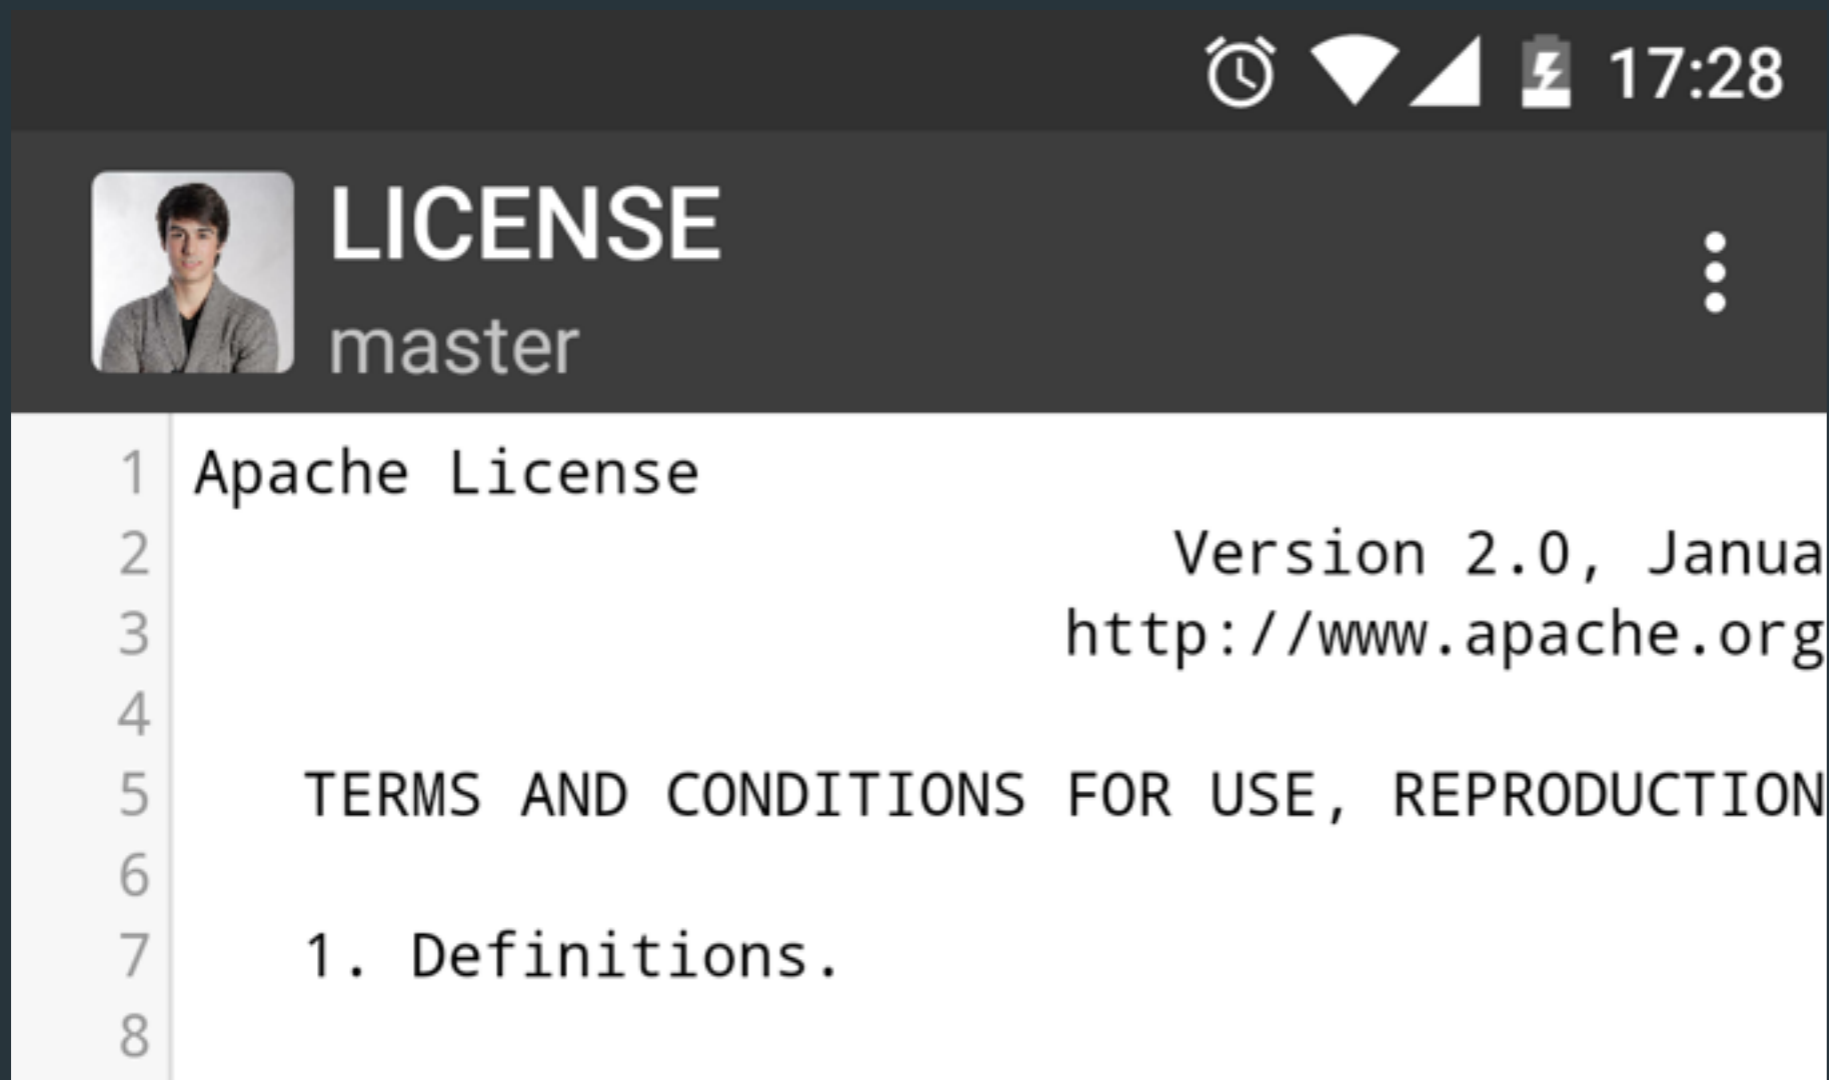 17:28
LICENSE
master
1 Apache License
2 Version 2.0, Janua
3 http://www.apache.org
4
5 TERMS AND CONDITIONS FOR USE, REPRODUCTION
6
7 1. Definitions.
8